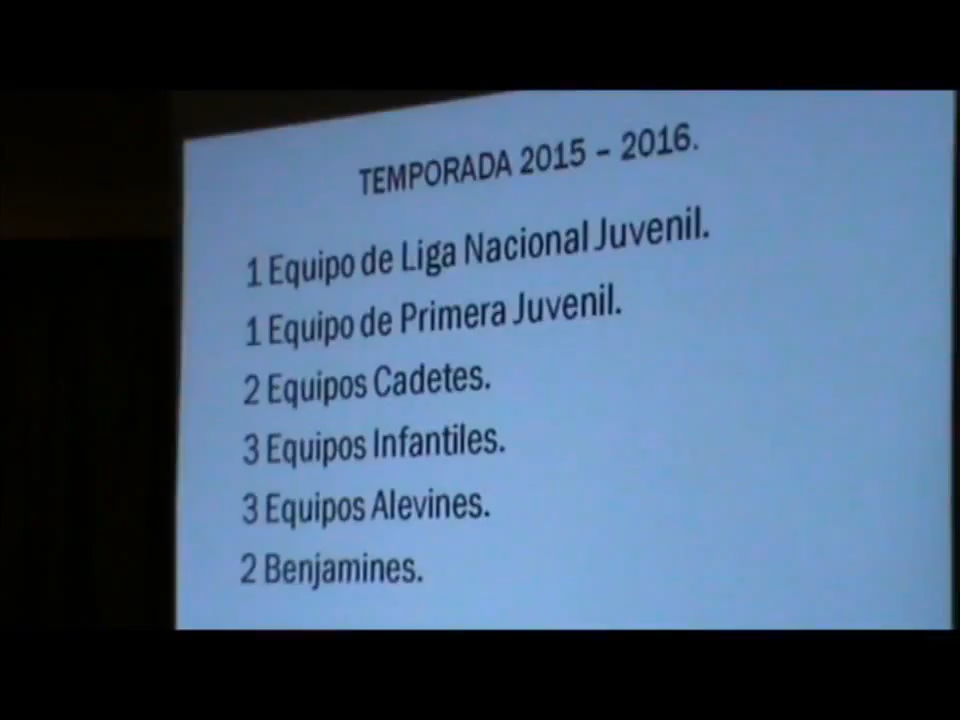 TEMPORADA 2015 – 2016.
1 Equipo de Liga Nacional Juvenil.
1 Equipo de Primera Juvenil.
2 Equipos Cadetes.
3 Equipos Infantiles.
3 Equipos Alevines.
2 Benjamines.